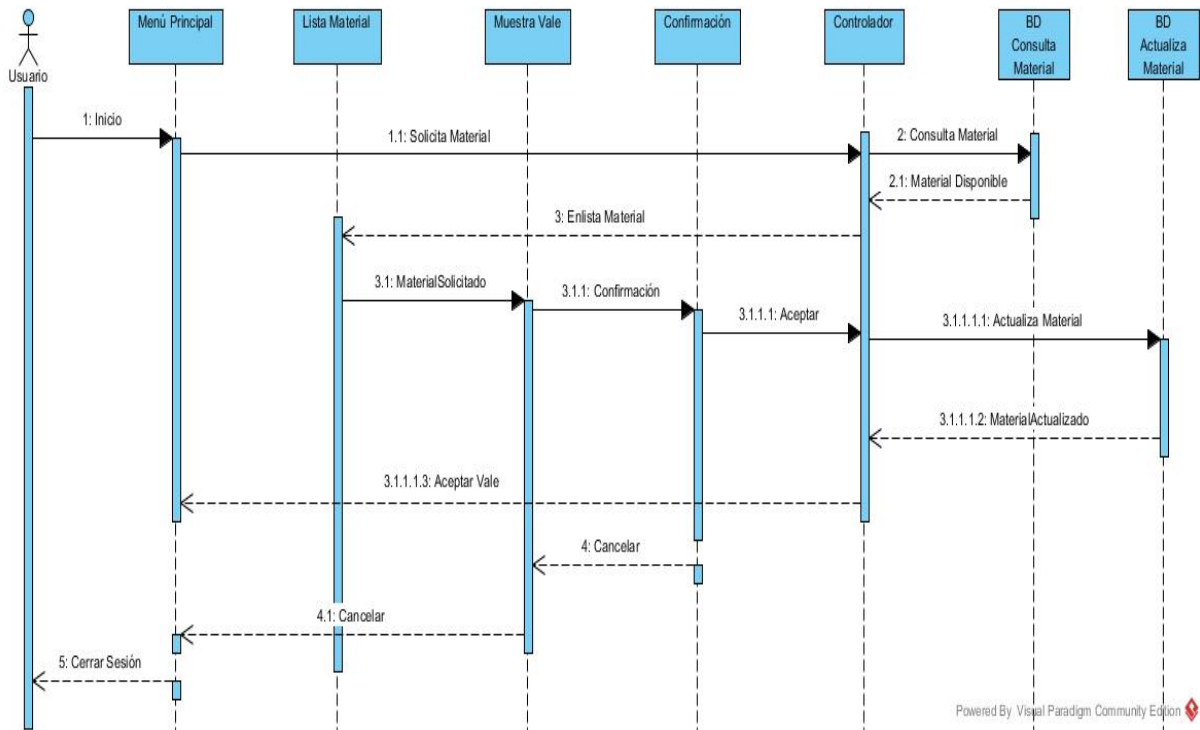 Usuario
Menú Principal
Lista Material
Muestra Vale
Confirmación
Controlador
BD
Consulta
Material
BD
Actualiza
Material
1: Inicio
1.1: Solicita Material
2: Consulta Material
2.1: Material Disponible
3: Enlista Material
3.1: MaterialSolicitado
3.1.1: Confirmación
3.1.1.1: Aceptar
3.1.1.1.1: Actualiza Material
3.1.1.1.2: MaterialActualizado
3.1.1.1.3: Aceptar Vale
4: Cancelar
4.1: Cancelar
5: Cerrar Sesión
Powered By Visual Paradigm Community Edition